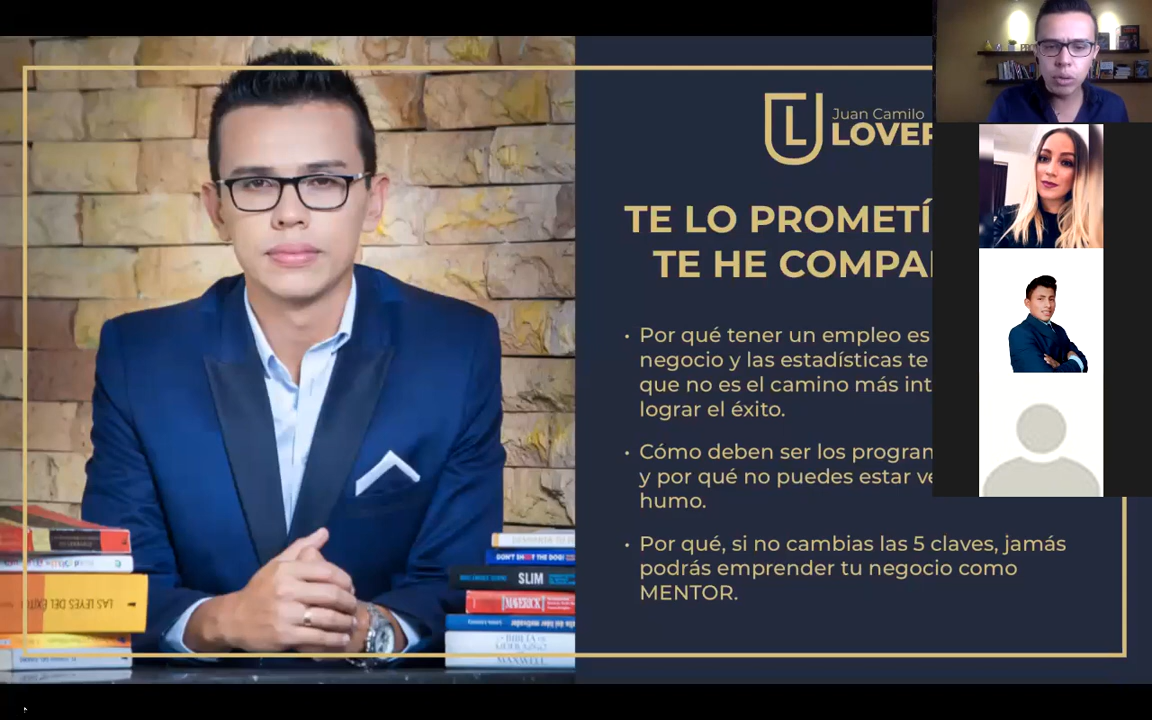 Juan Camilo
LOVER
TE LO PROMETÍ
TE HE COMPA
• Por qué tener un empleo es
negocio y las estadísticas te
que no es el camino más int
lograr el éxito.
• Cómo deben ser los program
y por qué no puedes estar ve
humo.
• Por qué, si no cambias las 5 claves, jamás
podrás emprender tu negocio como
MENTOR.
DON'T SHOOT THE DOG!
SLIM
LAS LEYES DEL ÉXITO
BIBLIA
MAXWELL